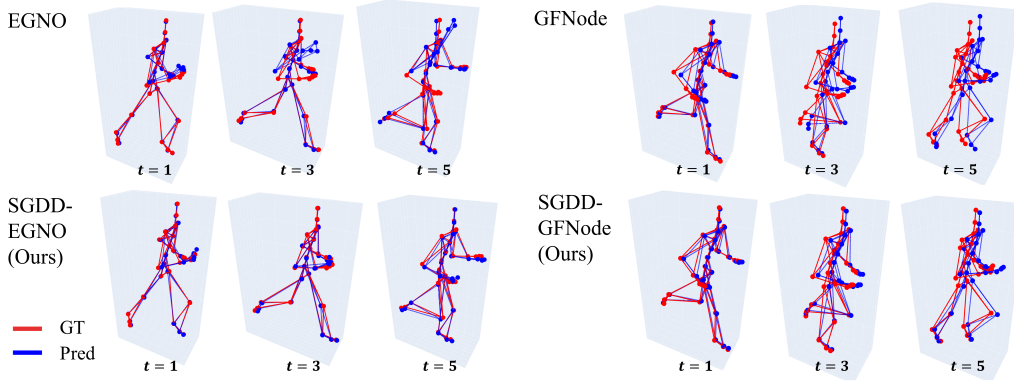 EGNO
t = 1
t = 3
t = 5
GFNode
t = 1
t = 3
t = 5
SGDD-
EGNO
(Ours)
GT
Pred
t = 1
t = 3
t = 5
SGDD-
GFNode
(Ours)
t = 1
t = 3
t = 5